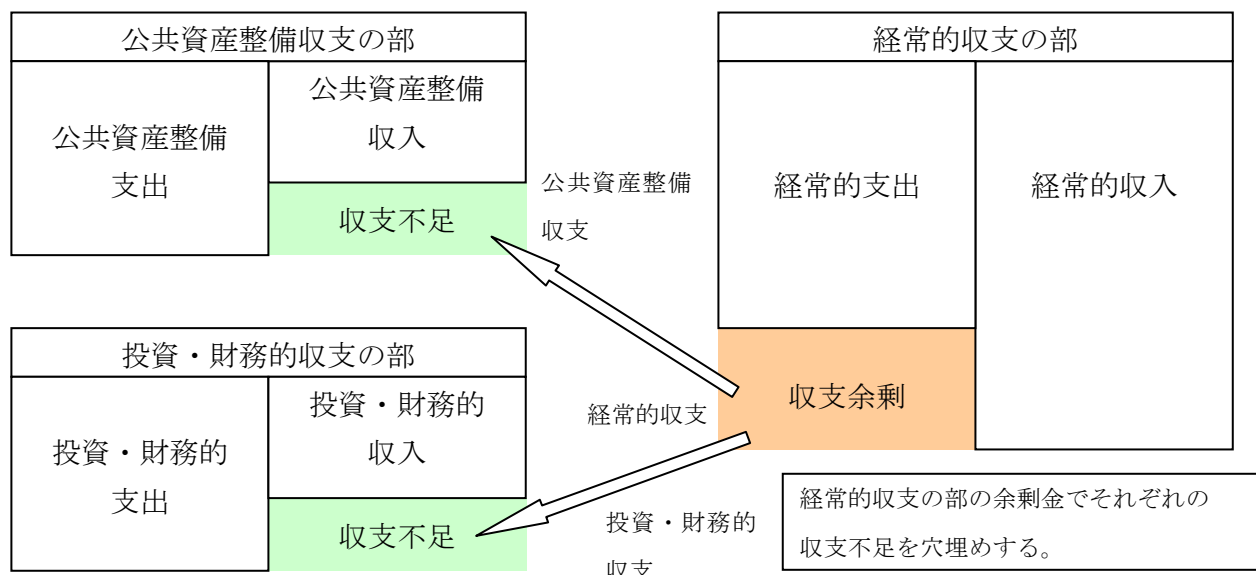 公共資産整備収支の部
公共資産整備
支出
公共資産整備
収入
収支不足
公共資産整備
収支
経常的収支の部
経常的支出
経常的収入
収支余剰
経常的収支
投資・財務的収支の部
投資・財務的
支出
投資・財務的
収入
収支不足
投資・財務的
収支
経常的収支の部の余剰金でそれぞれの
収支不足を穴埋めする。